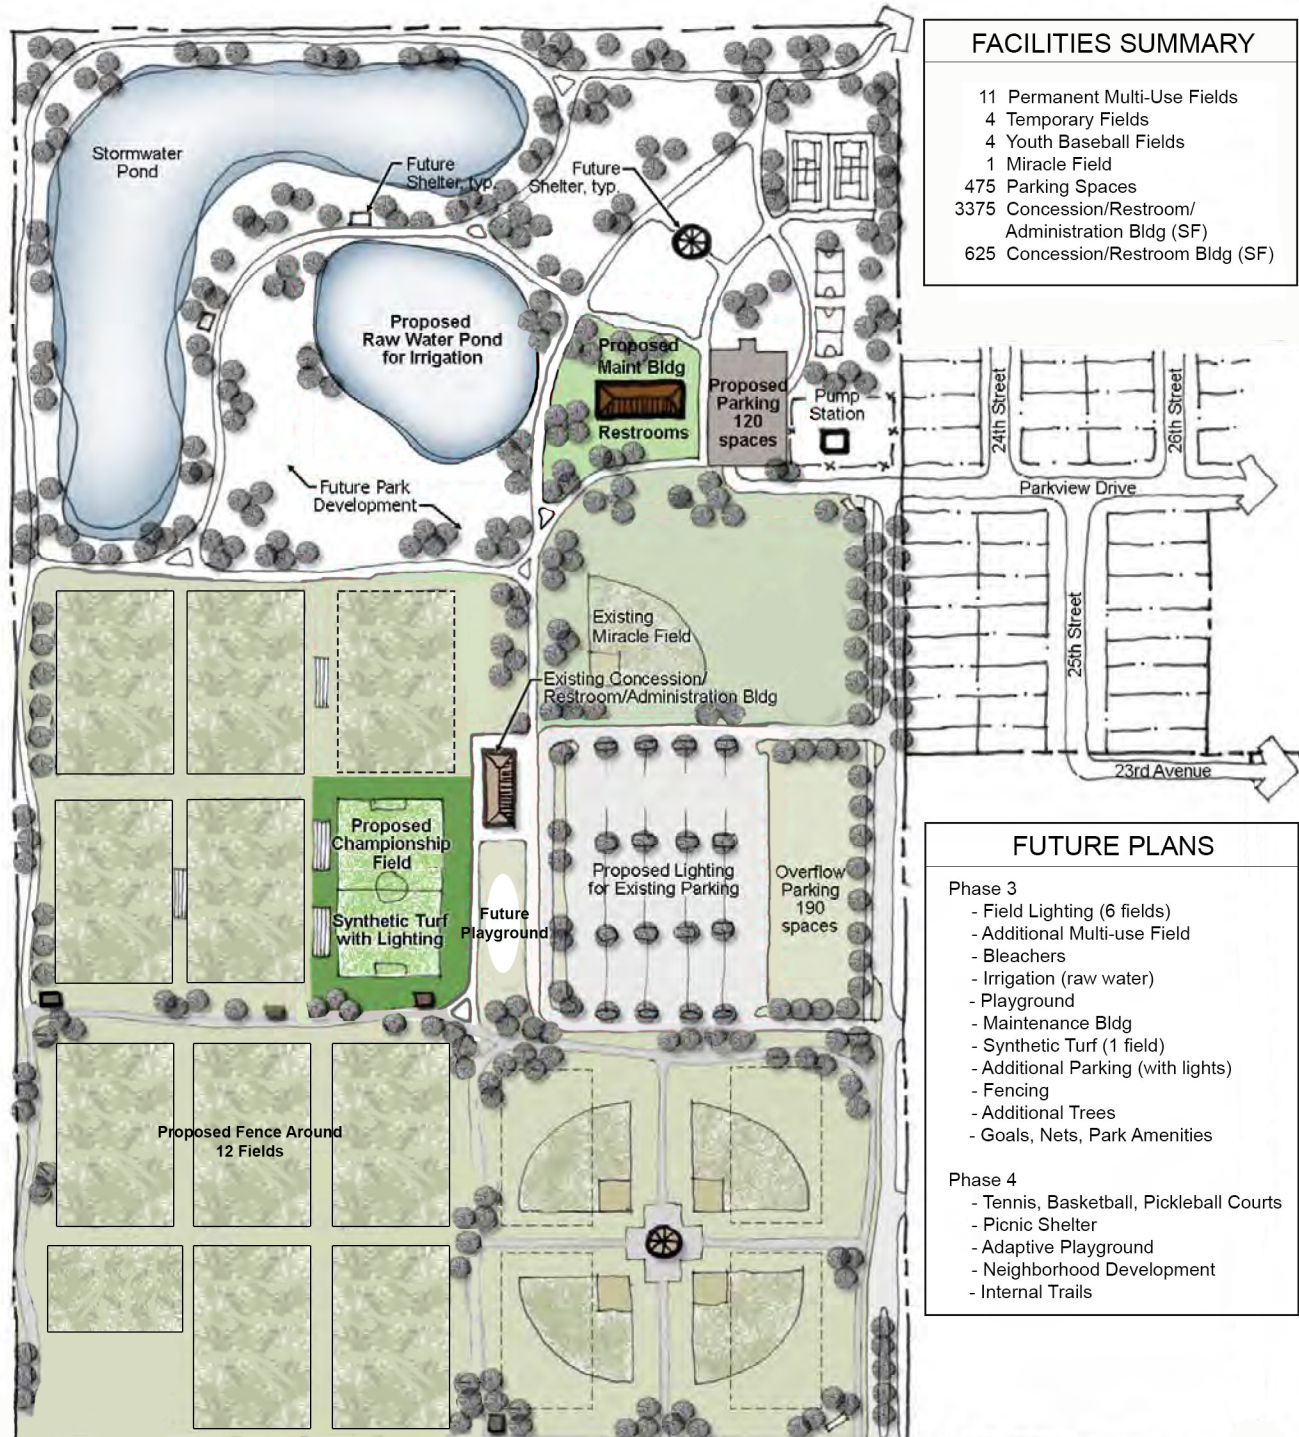 FACILITIES SUMMARY
11 Permanent Multi-Use Fields
4 Temporary Fields
4 Youth Baseball Fields
1 Miracle Field
475 Parking Spaces
3375 Concession/Restroom/
Administration Bldg (SF)
625 Concession/Restroom Bldg (SF)
Stormwater
Pond
Future
Shelter, typ.
Future
Shelter, typ.
Proposed
Raw Water Pond
for Irrigation
Proposed
Maint Bldg
Restrooms
Proposed
Parking
120
spaces
Pump
Station
24th Street
26th Street
Parkview Drive
Future Park
Development
Existing
Miracle Field
25th Street
Existing Concession/
Restroom/Administration Bldg
23rd Avenue
Proposed
Championship
Field
Synthetic Turf
with Lighting
Future
Playground
Proposed Lighting
for Existing Parking
Overflow
Parking
190
spaces
Proposed Fence Around
12 Fields
FUTURE PLANS
Phase 3
- Field Lighting (6 fields)
- Additional Multi-use Field
- Bleachers
- Irrigation (raw water)
- Playground
- Maintenance Bldg
- Synthetic Turf (1 field)
- Additional Parking (with lights)
- Fencing
- Additional Trees
- Goals, Nets, Park Amenities
Phase 4
- Tennis, Basketball, Pickleball Courts
- Picnic Shelter
- Adaptive Playground
- Neighborhood Development
- Internal Trails